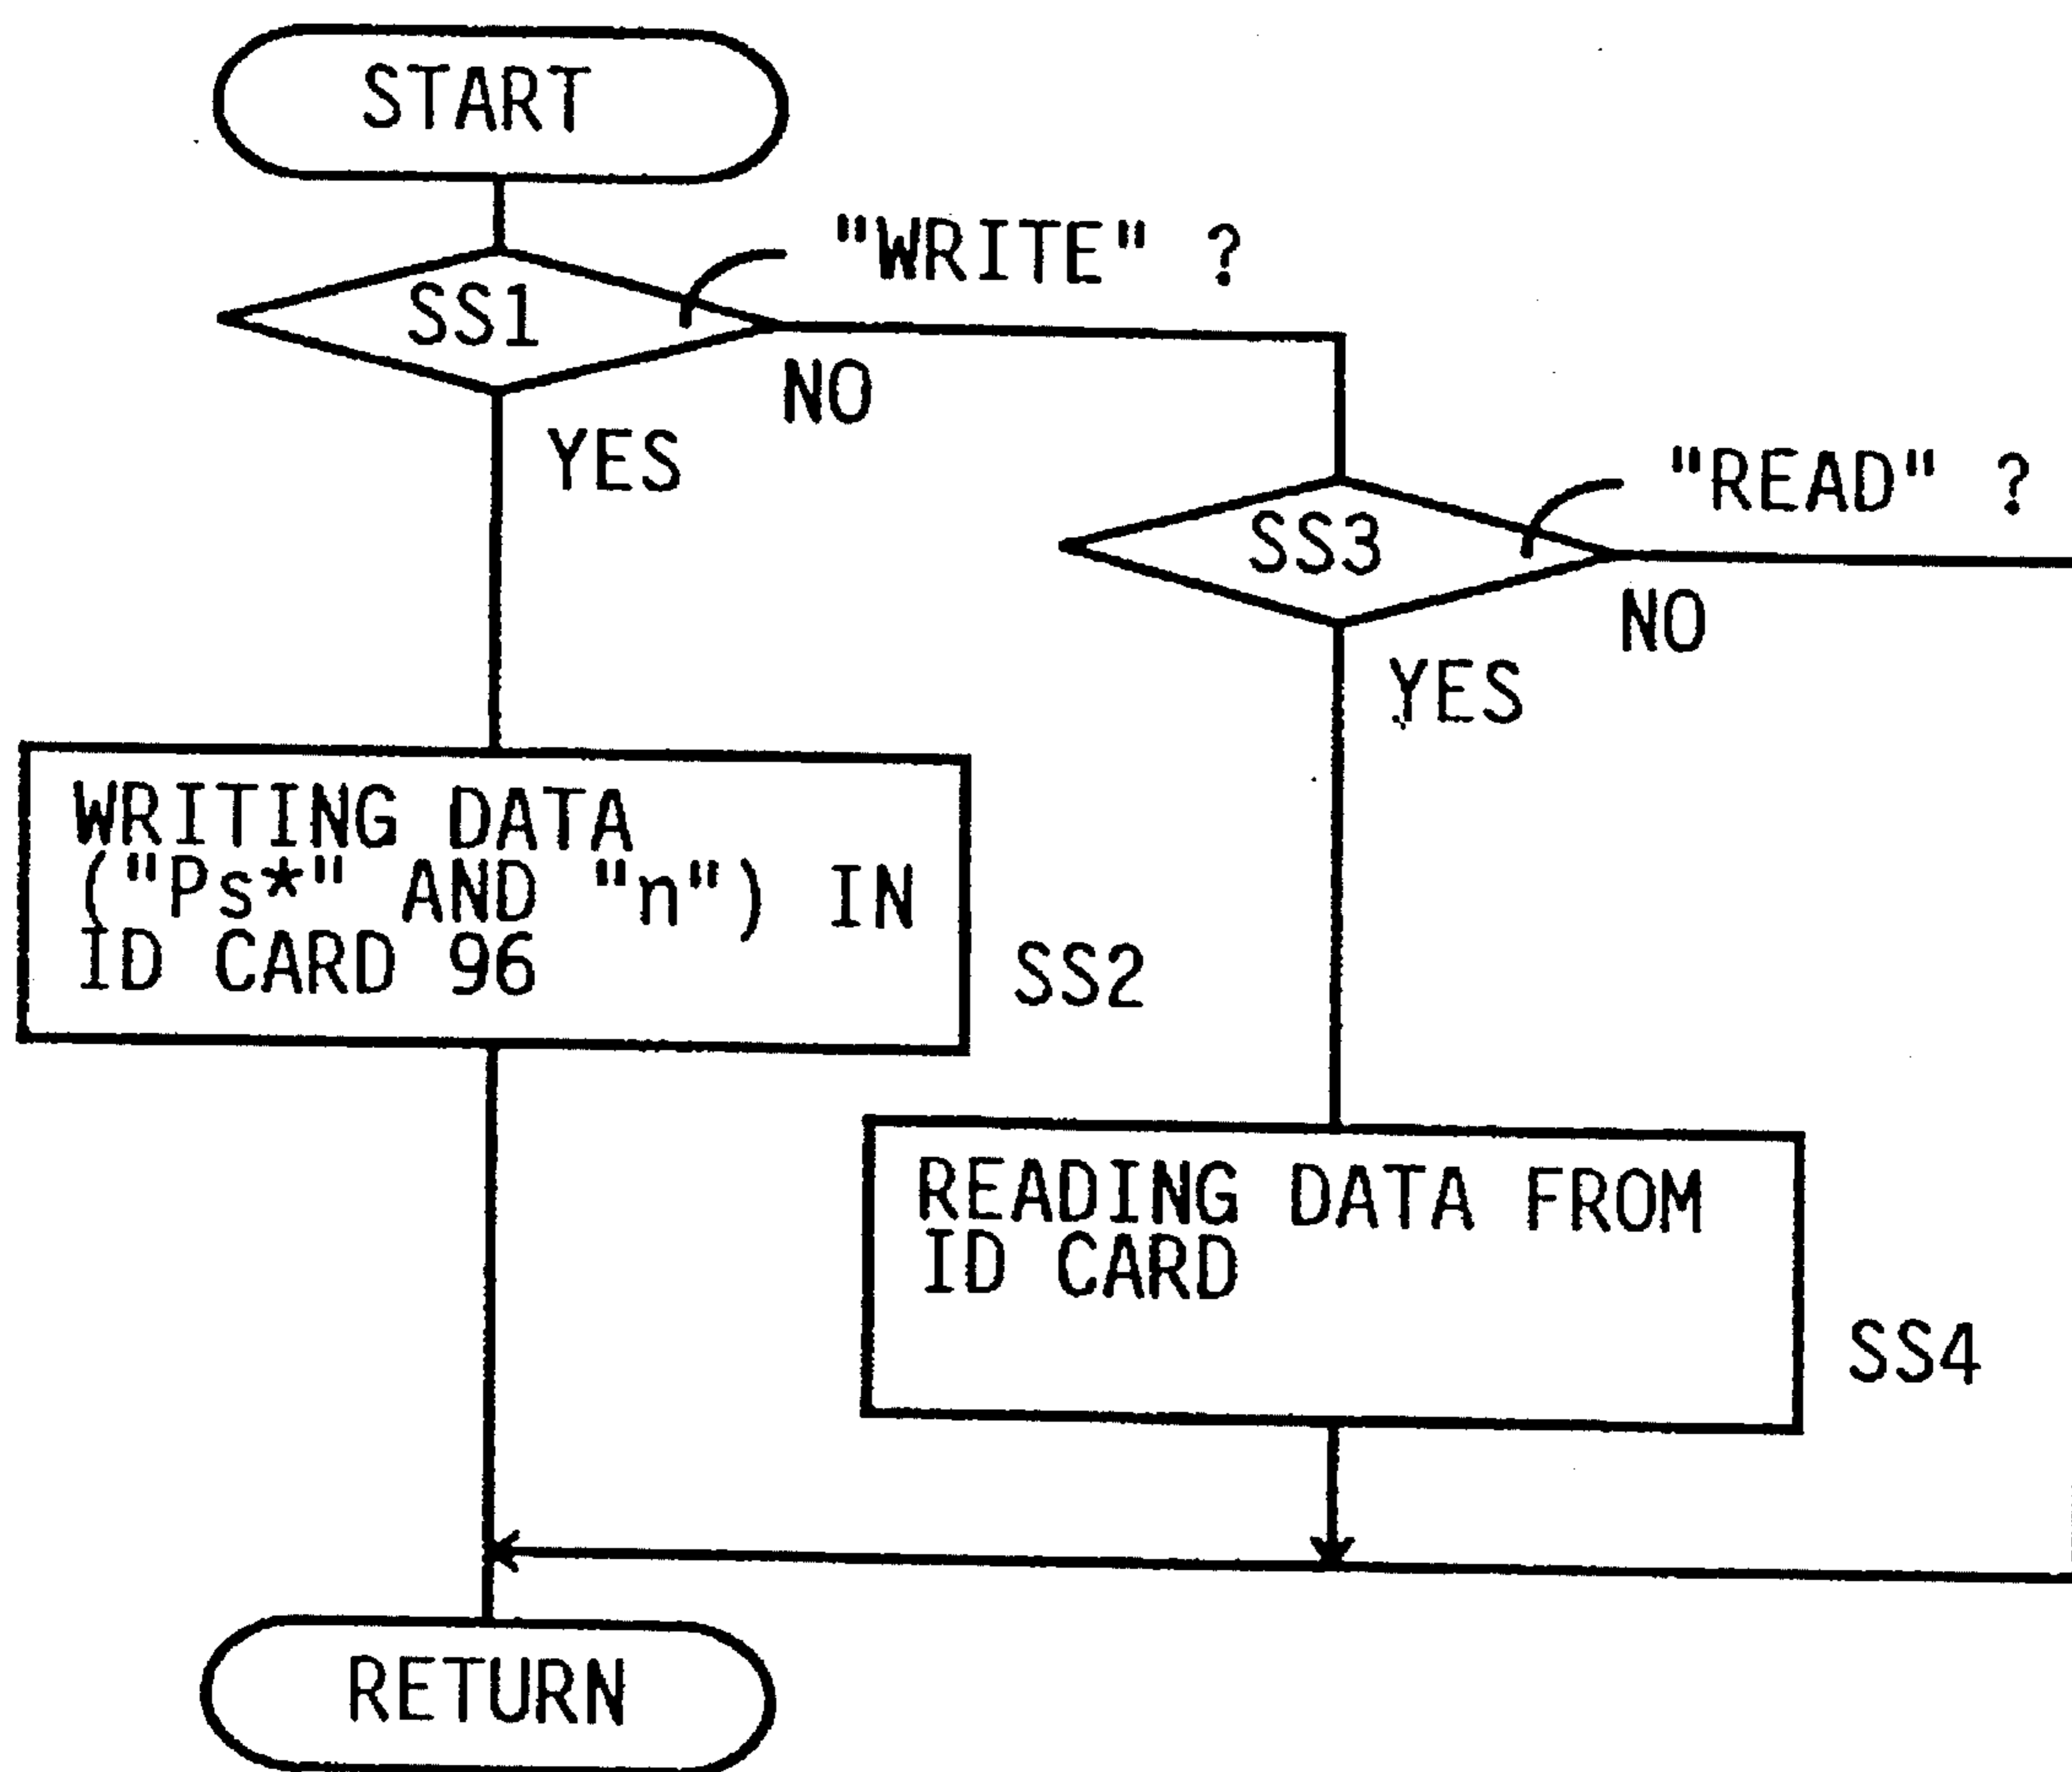 START
"WRITE" ?
SS1
NO
YES
"READ" ?
SS3
NO
YES
WRITING DATA
("Ps*" AND "n") IN
ID CARD 96
SS2
READING DATA FROM
ID CARD
SS4
RETURN